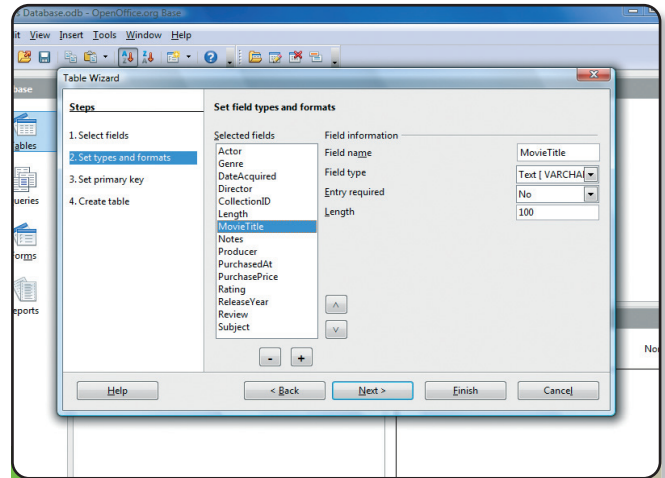 s Database.odb - OpenOffice.org Base
it View Insert Tools Window Help
Table Wizard
Steps
1. Select fields
2. Set types and formats
3. Set primary key
4. Create table
Set field types and formats
Selected fields
Actor
Genre
DateAcquired
Director
CollectionID
Length
MovieTitle
Notes
Producer
PurchasedAt
PurchasePrice
Rating
ReleaseYear
Review
Subject
- +
Field information
Field name MovieTitle
Field type Text [ VARCHA
Entry required No
Length 100
Help < Back Next > Finish Cancel
base
ables
ueries
orms
eports
No